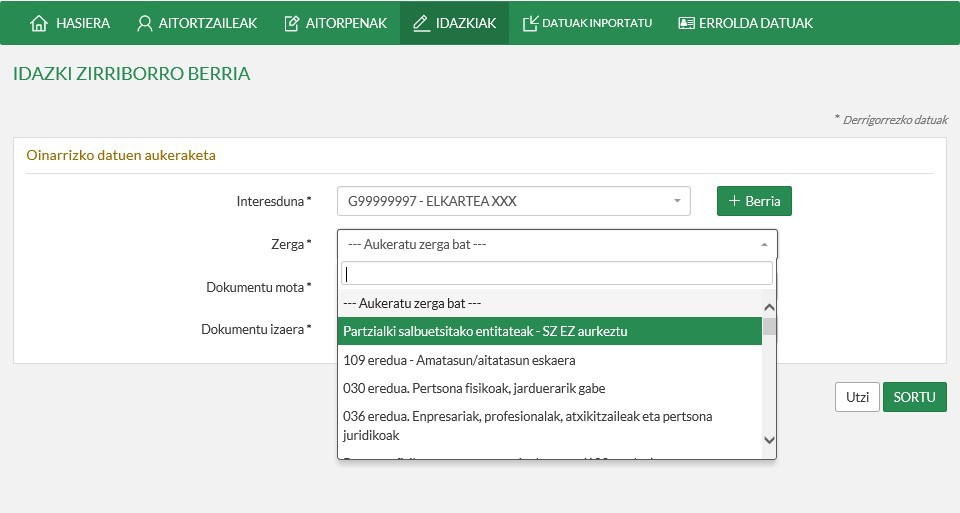 HASIERA AITORTZAILEAK AITORPENAK IDAZKIAK DATUAK INPORTATU ERROLDA DATUAK
IDAZKI ZIRRIBORRO BERRIA
* Derrigorrezko datuak
Oinarrizko datuen aukeraketa
Interesduna * G99999997 - ELKARTEA XXX + Berria
Zerga * --- Aukeratu zerga bat ---
Dokumentu mota *
--- Aukeratu zerga bat ---
Dokumentu izaera *
Partzialki salbuetsitako entitateak - SZ EZ aurkeztu
109 eredua - Amatasun/aitatasun eskaera
030 eredua. Pertsona fisikoak, jarduerarik gabe
036 eredua. Enpresariak, profesionalak, atxikitzaileak eta pertsona
juridikoak
Utzi SORTU